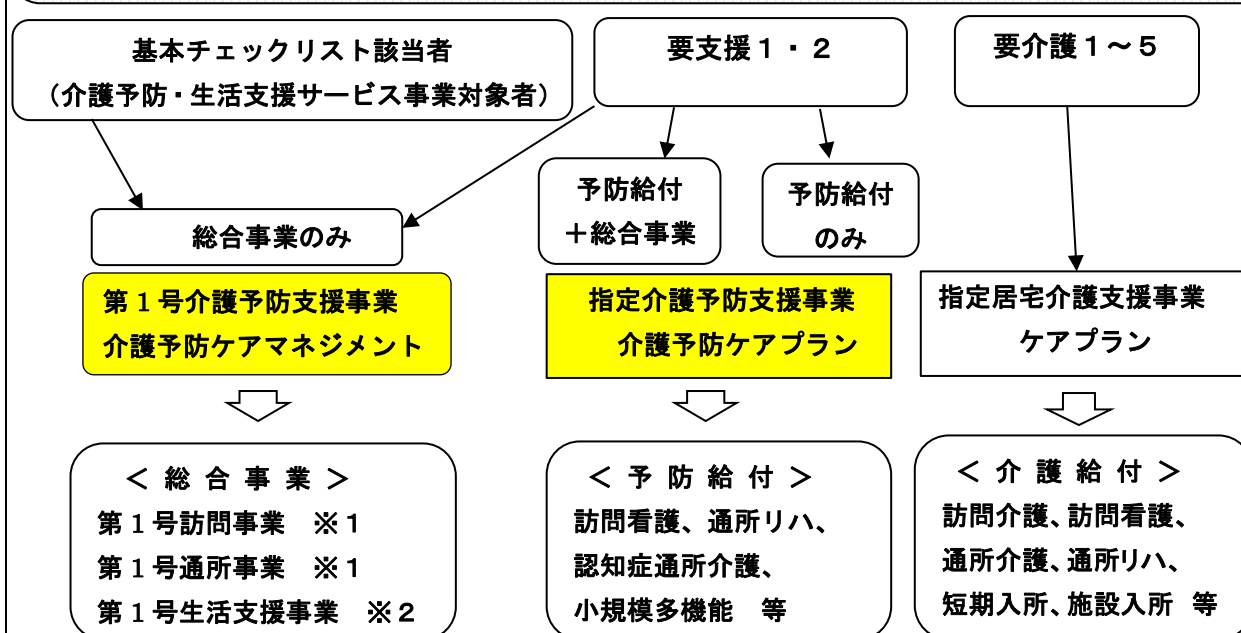 基本チェックリスト該当者
（介護予防・生活支援サービス事業対象者）
要支援１・２
要介護１～５
総合事業のみ
予防給付
＋総合事業
予防給付
のみ
第１号介護予防支援事業
介護予防ケアマネジメント
指定介護予防支援事業
介護予防ケアプラン
指定居宅介護支援事業
ケアプラン
＜ 総 合 事 業 ＞
第１号訪問事業　※１
第１号通所事業　※１
第１号生活支援事業　※２
＜ 予 防 給 付 ＞
訪問看護、通所リハ、
認知症通所介護、
小規模多機能　等
＜ 介 護 給 付 ＞
訪問介護、訪問看護、
通所介護、通所リハ、
短期入所、施設入所　等